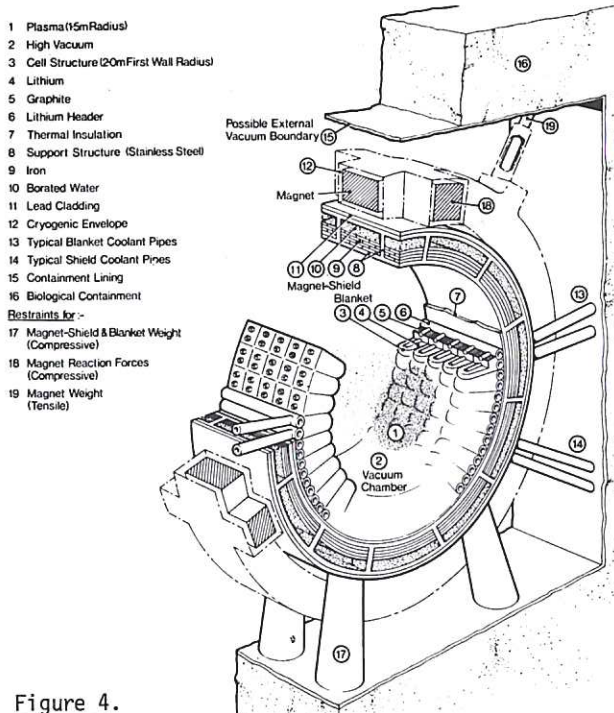 1 Plasma (1·5m Radius)
2 High Vacuum
3 Cell Structure (2·0m First Wall Radius)
4 Lithium
5 Graphite
6 Lithium Header
7 Thermal Insulation
8 Support Structure (Stainless Steel)
9 Iron
10 Borated Water
11 Lead Cladding
12 Cryogenic Envelope
13 Typical Blanket Coolant Pipes
14 Typical Shield Coolant Pipes
15 Containment Lining
16 Biological Containment
Restraints for :-
17 Magnet-Shield & Blanket Weight
(Compressive)
18 Magnet Reaction Forces
(Compressive)
19 Magnet Weight
(Tensile)
16
Possible External
Vacuum Boundary 15
19
12
Magnet
18
11 10 9 8
Magnet-Shield
Blanket
3 4 5 6
7
13
1
2
Vacuum
Chamber
14
17
Figure 4.